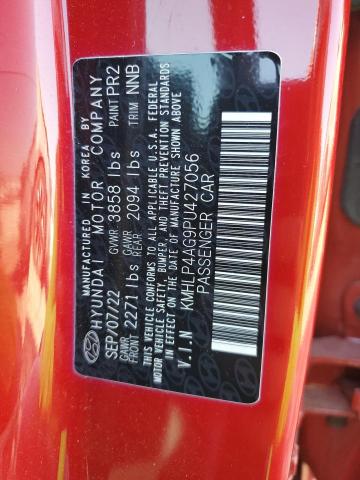 MANUFACTURED IN KOREA BY
HYUNDAI MOTOR COMPANY
SEP/07/22 GVWR 3858 lbs PAINT PR2
GAWR FRONT 2271 lbs GAWR REAR 2094 lbs TRIM NNB
THIS VEHICLE CONFORMS TO ALL APPLICABLE U.S.A. FEDERAL
MOTOR VEHICLE SAFETY, BUMPER, AND THEFT PREVENTION STANDARDS
IN EFFECT ON THE DATE OF MANUFACTURE SHOWN ABOVE
V.I.N KMHLP4AG9PU427056
PASSENGER CAR